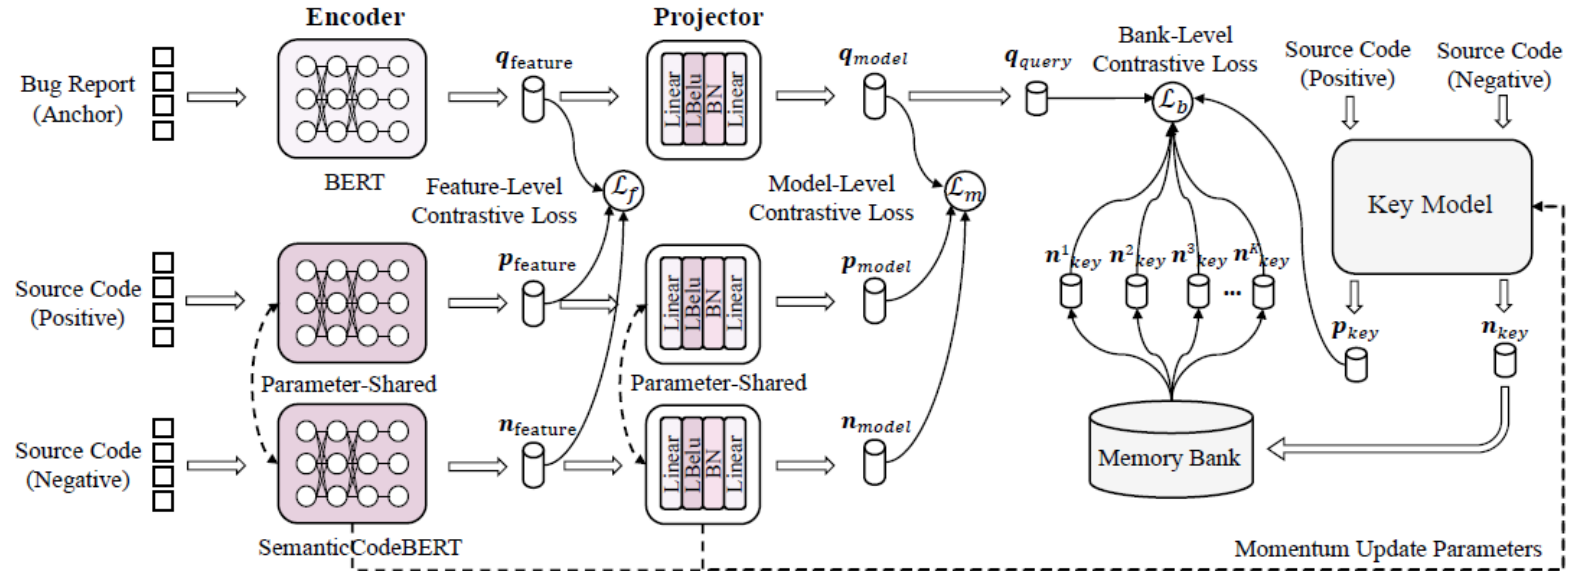 Encoder
Projector
Bug Report
(Anchor)
BERT
q_feature
Linear
LBelu
BN
Linear
q_model
q_query
Bank-Level
Contrastive Loss
ℒ_b
Source Code
(Positive)
Source Code
(Negative)
Key Model
Feature-Level
Contrastive Loss
ℒ_f
Model-Level
Contrastive Loss
ℒ_m
Source Code
(Positive)
Parameter-Shared
p_feature
Linear
LBelu
BN
Linear
Parameter-Shared
p_model
n^1_key
n^2_key
n^3_key
...
n^K_key
p_key
n_key
Source Code
(Negative)
SemanticCodeBERT
n_feature
Linear
LBelu
BN
Linear
n_model
Memory Bank
Momentum Update Parameters